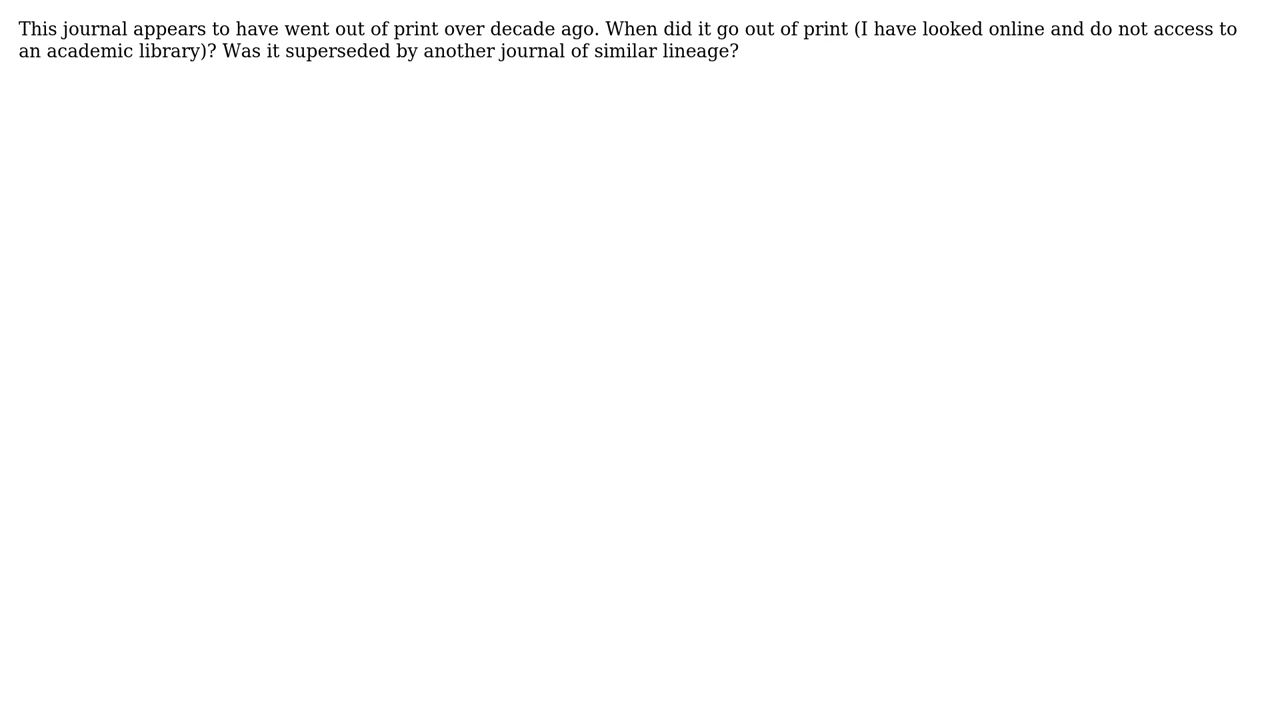 This journal appears to have went out of print over decade ago. When did it go out of print (I have looked online and do not access to
an academic library)? Was it superseded by another journal of similar lineage?